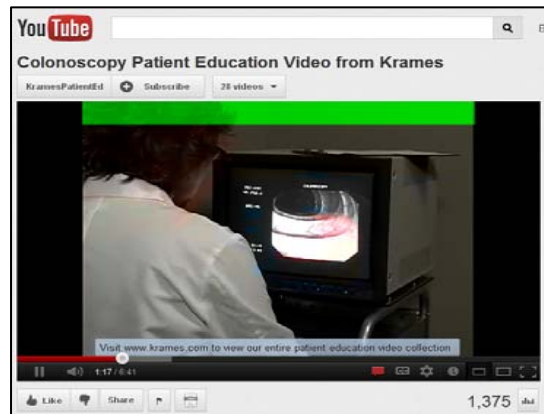 YouTube
Colonoscopy Patient Education Video from Krames
KramesPatientEd Subscribe 28 videos
COLONOSCOPY
Visit www.krames.com to view our entire patient education video collection
1:17 / 6:41
Like Share
1,375